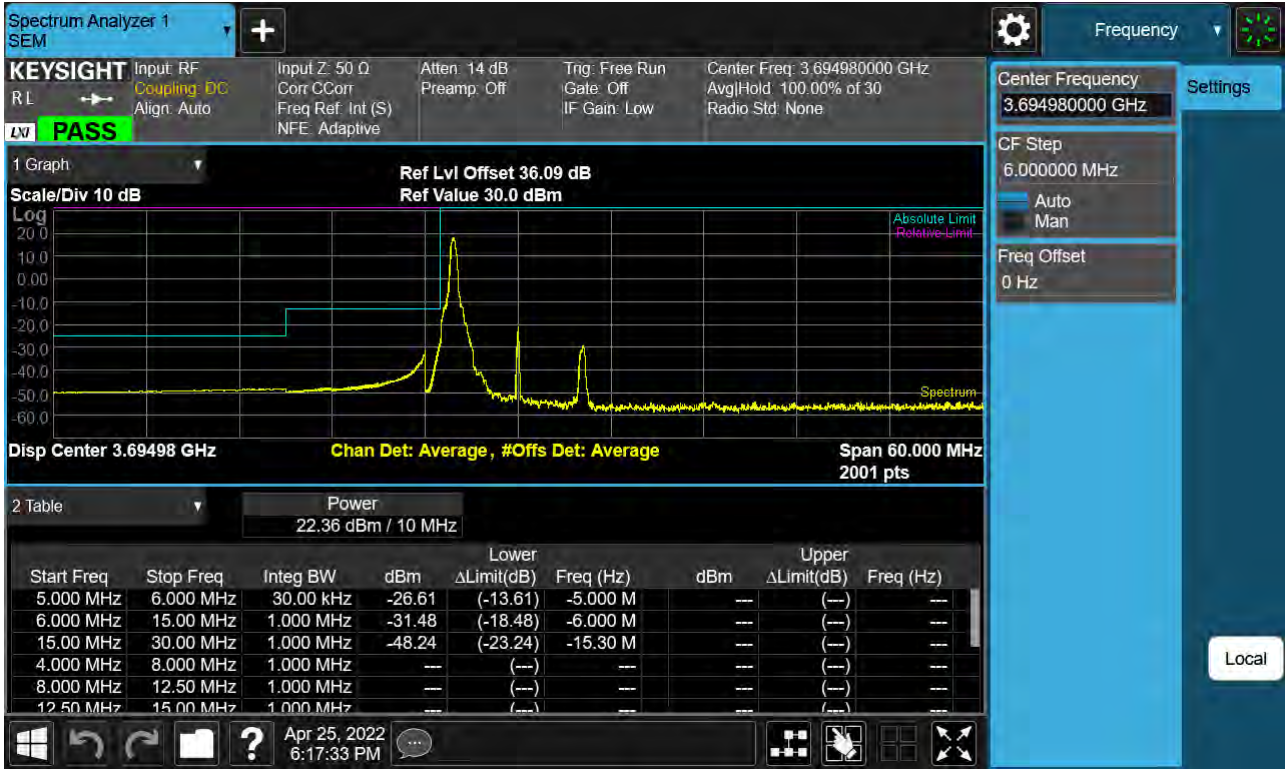 Spectrum Analyzer 1
SEM
+
Frequency
KEYSIGHT
R L
LXI
PASS
Input: RF
Coupling: DC
Align: Auto
Input Z: 50 Ω
Corr CCorr
Freq Ref: Int (S)
NFE: Adaptive
Atten: 14 dB
Preamp: Off
Trig: Free Run
Gate: Off
IF Gain: Low
Center Freq: 3.694980000 GHz
Avg|Hold: 100.00% of 30
Radio Std: None
Center Frequency
3.694980000 GHz
Settings
CF Step
6.000000 MHz
Auto
Man
Freq Offset
0 Hz
Local
1 Graph
Ref Lvl Offset 36.09 dB
Scale/Div 10 dB
Ref Value 30.0 dBm
Log
Absolute Limit
Relative Limit
20.0
10.0
0.00
-10.0
-20.0
-30.0
-40.0
-50.0
-60.0
Spectrum
Disp Center 3.69498 GHz
Chan Det: Average, #Offs Det: Average
Span 60.000 MHz
2001 pts
2 Table
Power
22.36 dBm / 10 MHz
Lower Upper
Start Freq Stop Freq Integ BW dBm ΔLimit(dB) Freq (Hz) dBm ΔLimit(dB) Freq (Hz)
5.000 MHz 6.000 MHz 30.00 kHz -26.61 (-13.61) -5.000 M --- (---) ---
6.000 MHz 15.00 MHz 1.000 MHz -31.48 (-18.48) -6.000 M --- (---) ---
15.00 MHz 30.00 MHz 1.000 MHz -48.24 (-23.24) -15.30 M --- (---) ---
4.000 MHz 8.000 MHz 1.000 MHz --- (---) --- --- (---) ---
8.000 MHz 12.50 MHz 1.000 MHz --- (---) --- --- (---) ---
12.50 MHz 15.00 MHz 1.000 MHz --- (---) --- --- (---) ---
?
Apr 25, 2022
6:17:33 PM